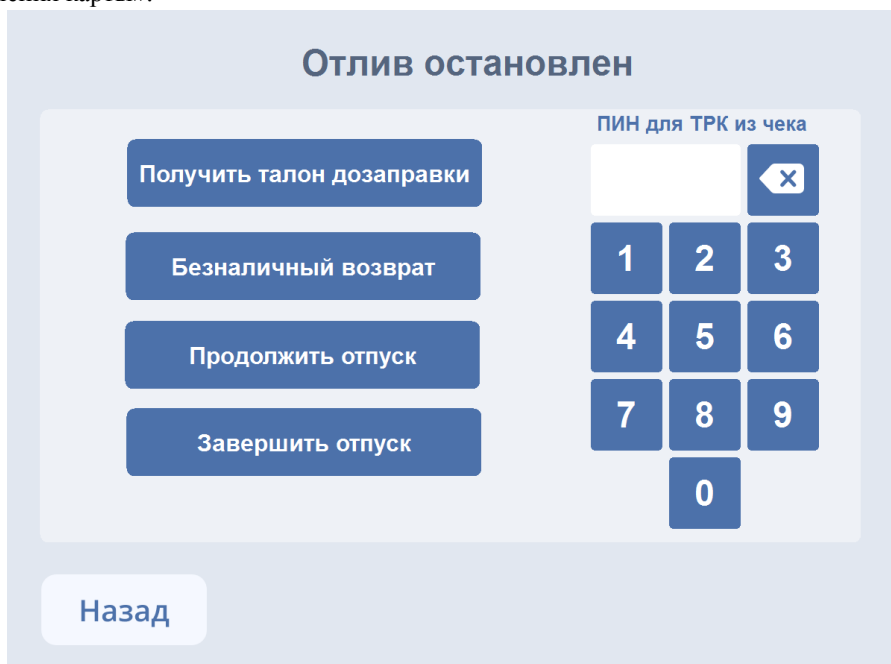 Отлив остановлен
Получить талон дозаправки
Безналичный возврат
Продолжить отпуск
Завершить отпуск
ПИН для ТРК из чека
1 2 3
4 5 6
7 8 9
0
Назад